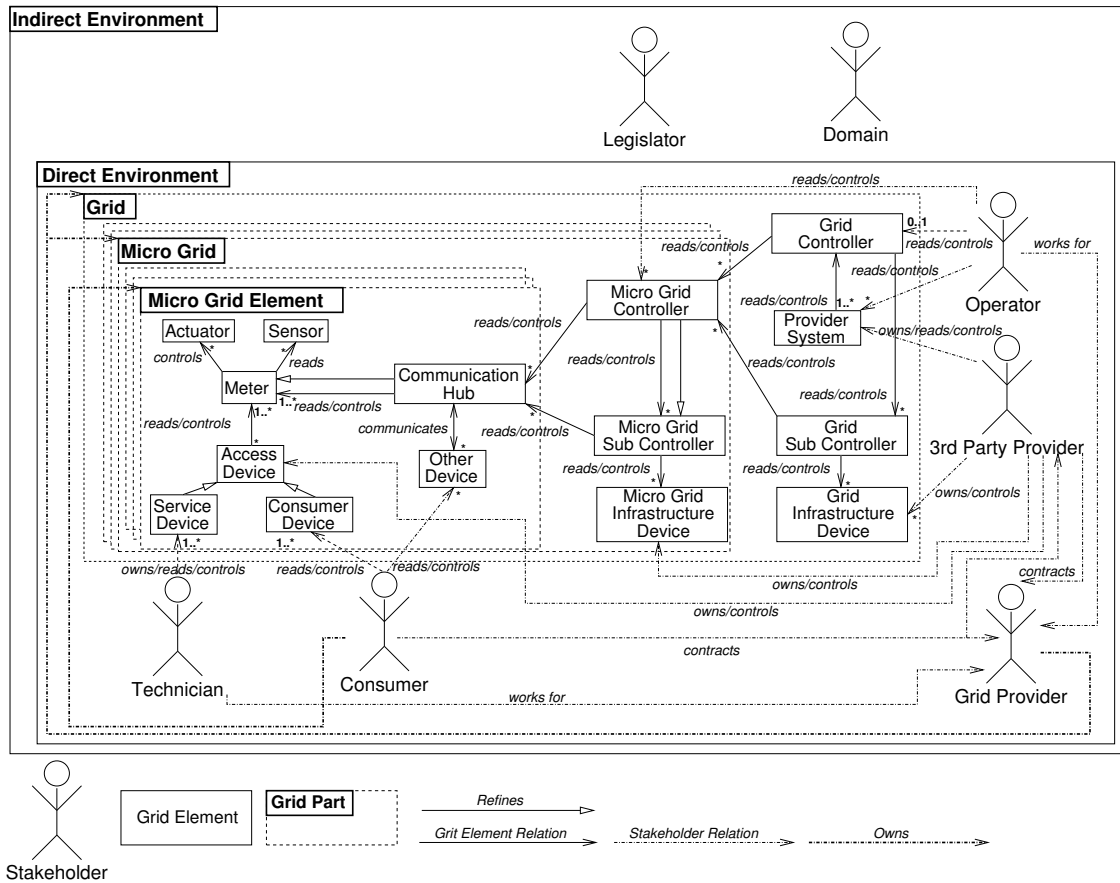 Indirect Environment
Legislator
Domain
Direct Environment
Grid
reads/controls
Grid
Controller
0..1
reads/controls
works for
Operator
Micro Grid
reads/controls
*
*
reads/controls
Micro Grid
Controller
*
reads/controls
1..*
*
Provider
System
owns/reads/controls
Micro Grid Element
Actuator
Sensor
*
*
controls
reads
reads/controls
Meter
Communication
Hub
*
*
1..*
1..*
reads/controls
reads/controls
reads/controls
reads/controls
*
communicates
reads/controls
*
Micro Grid
Sub Controller
*
Grid
Sub Controller
3rd Party Provider
*
Access
Device
*
Other
Device
*
reads/controls
*
reads/controls
*
owns/controls
*
Service
Device
Consumer
Device
Micro Grid
Infrastructure
Device
Grid
Infrastructure
Device
1..*
1..*
owns/reads/controls
reads/controls
reads/controls
owns/controls
contracts
owns/controls
Technician
Consumer
contracts
works for
Grid Provider
Stakeholder
Grid Element
Grid Part
Refines
Grit Element Relation
Stakeholder Relation
Owns